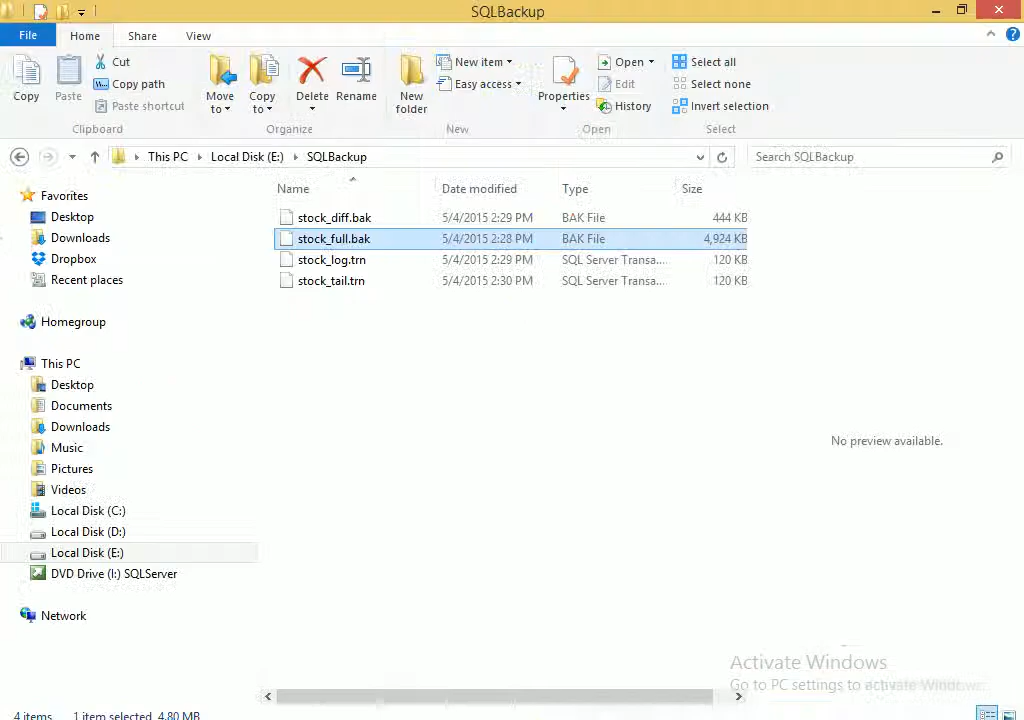 SQLBackup
File Home Share View
Copy
Paste
Cut
Copy path
Paste shortcut
Clipboard
Move to
Copy to
Delete
Rename
Organize
New folder
New item
Easy access
New
Properties
Open
Edit
History
Open
Select all
Select none
Invert selection
Select
This PC Local Disk (E:) SQLBackup
Search SQLBackup
Favorites
Desktop
Downloads
Dropbox
Recent places
Homegroup
This PC
Desktop
Documents
Downloads
Music
Pictures
Videos
Local Disk (C:)
Local Disk (D:)
Local Disk (E:)
DVD Drive (I:) SQLServer
Network
Name Date modified Type Size
stock_diff.bak 5/4/2015 2:29 PM BAK File 444 KB
stock_full.bak 5/4/2015 2:28 PM BAK File 4,924 KB
stock_log.trn 5/4/2015 2:29 PM SQL Server Transa.... 120 KB
stock_tail.trn 5/4/2015 2:30 PM SQL Server Transa.... 120 KB
No preview available.
Activate Windows
Go to PC settings to activate Windows.
4 items 1 item selected 4.80 MB